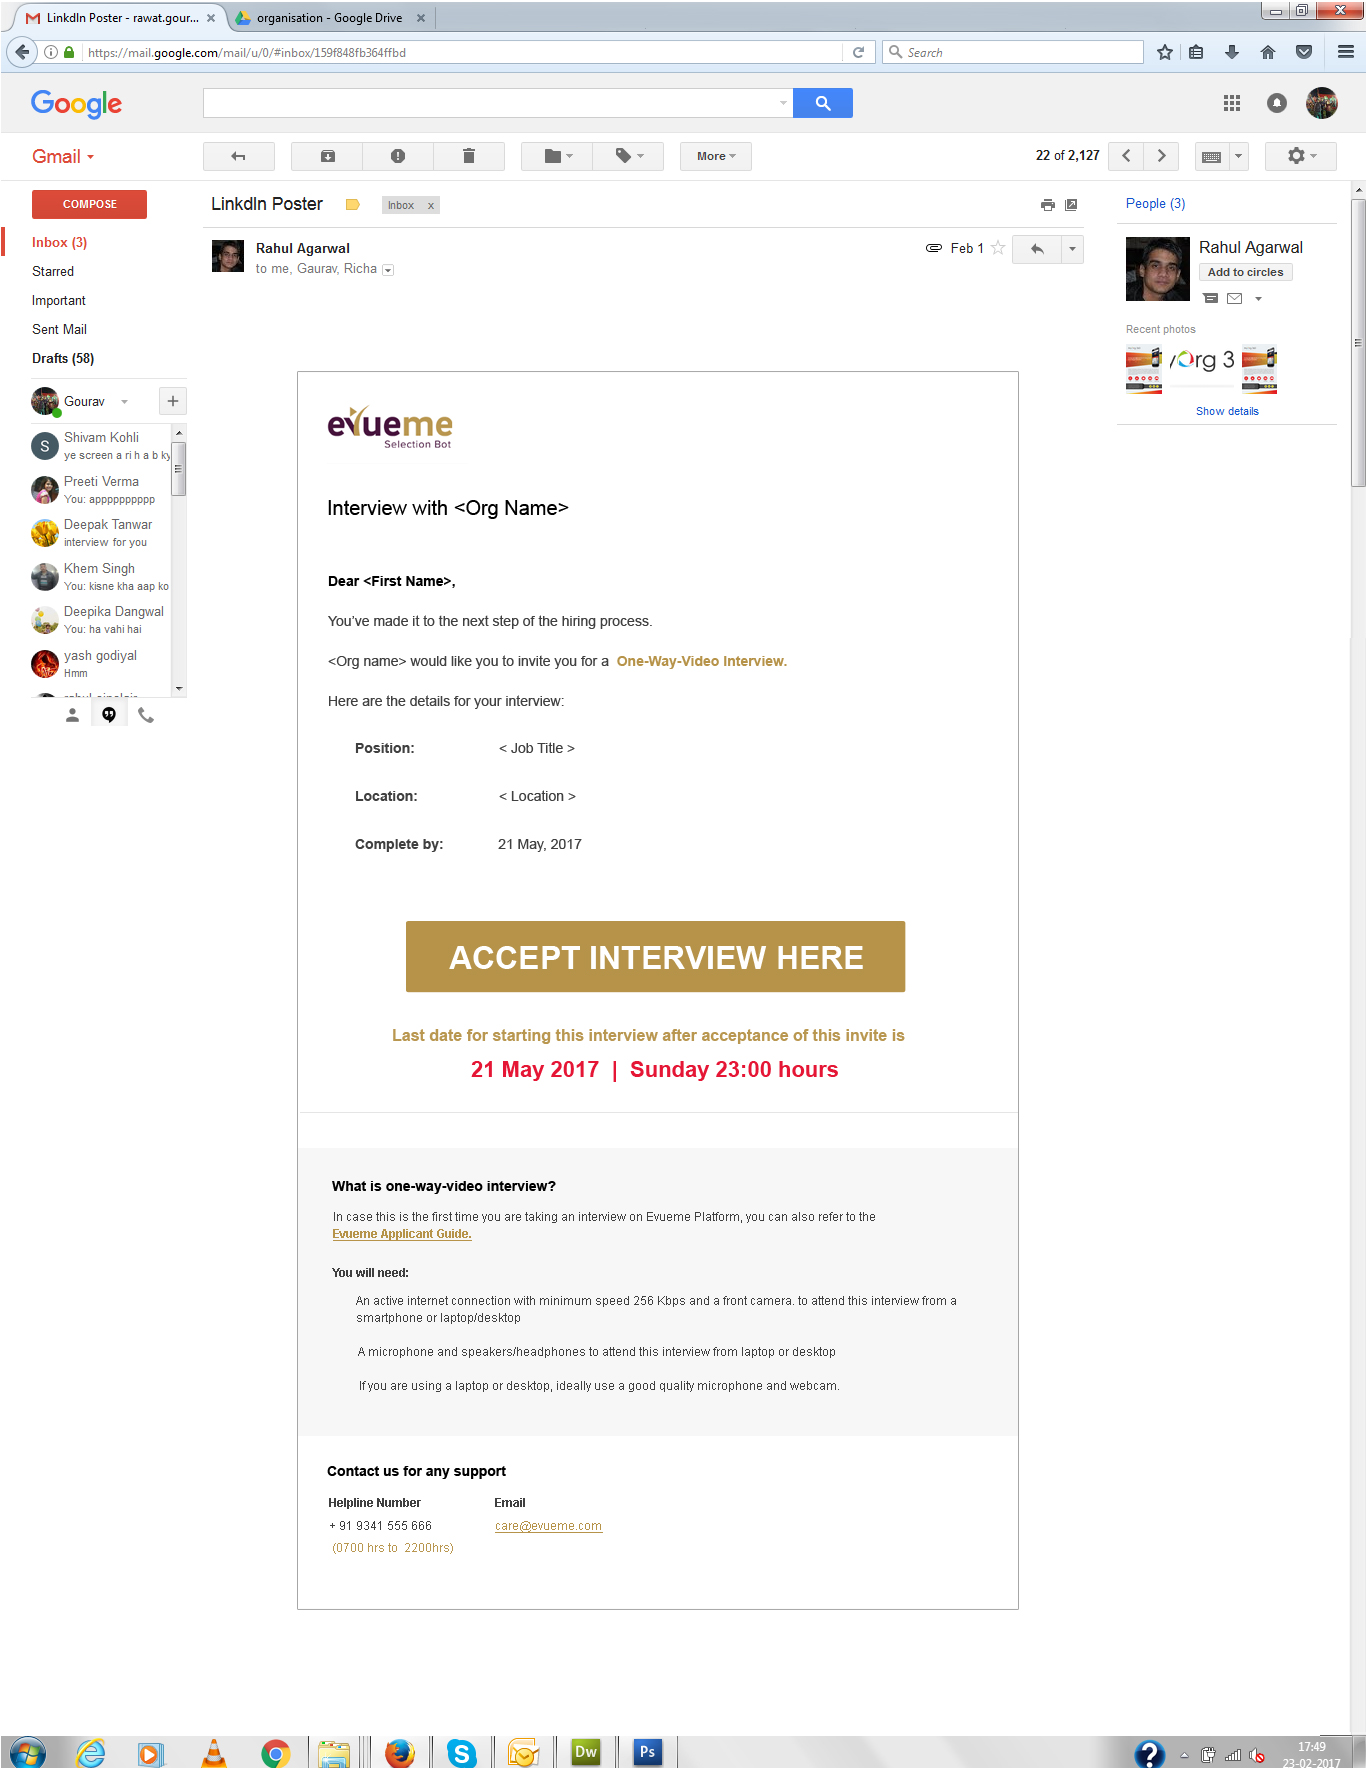 LinkdIn Poster - rawat.gour...
organisation - Google Drive
https://mail.google.com/mail/u/0/#inbox/159f848fb364ffbd
Search
Google
Gmail
More
22 of 2,127
COMPOSE
Inbox (3)
Starred
Important
Sent Mail
Drafts (58)
Gourav
S
Shivam Kohli
ye screen a ri h a b ky
Preeti Verma
You: apppppppppp
Deepak Tanwar
interview for you
Khem Singh
You: kisne kha aap ko
Deepika Dangwal
You: ha vahi hai
yash godiyal
Hmm
LinkdIn Poster
Inbox x
Rahul Agarwal
to me, Gaurav, Richa
Feb 1
People (3)
Rahul Agarwal
Add to circles
Recent photos
Org 3
Show details
evueme
Selection Bot
Interview with <Org Name>
Dear <First Name>,
You've made it to the next step of the hiring process.
<Org name> would like you to invite you for a One-Way-Video Interview.
Here are the details for your interview:
Position: < Job Title >
Location: < Location >
Complete by: 21 May, 2017
ACCEPT INTERVIEW HERE
Last date for starting this interview after acceptance of this invite is
21 May 2017 | Sunday 23:00 hours
What is one-way-video interview?
In case this is the first time you are taking an interview on Evueme Platform, you can also refer to the
Evueme Applicant Guide.
You will need:
An active internet connection with minimum speed 256 Kbps and a front camera. to attend this interview from a
smartphone or laptop/desktop
A microphone and speakers/headphones to attend this interview from laptop or desktop
If you are using a laptop or desktop, ideally use a good quality microphone and webcam.
Contact us for any support
Helpline Number Email
+ 91 9341 555 666 care@evueme.com
(0700 hrs to 2200hrs)
Dw
Ps
17:49
23-02-2017